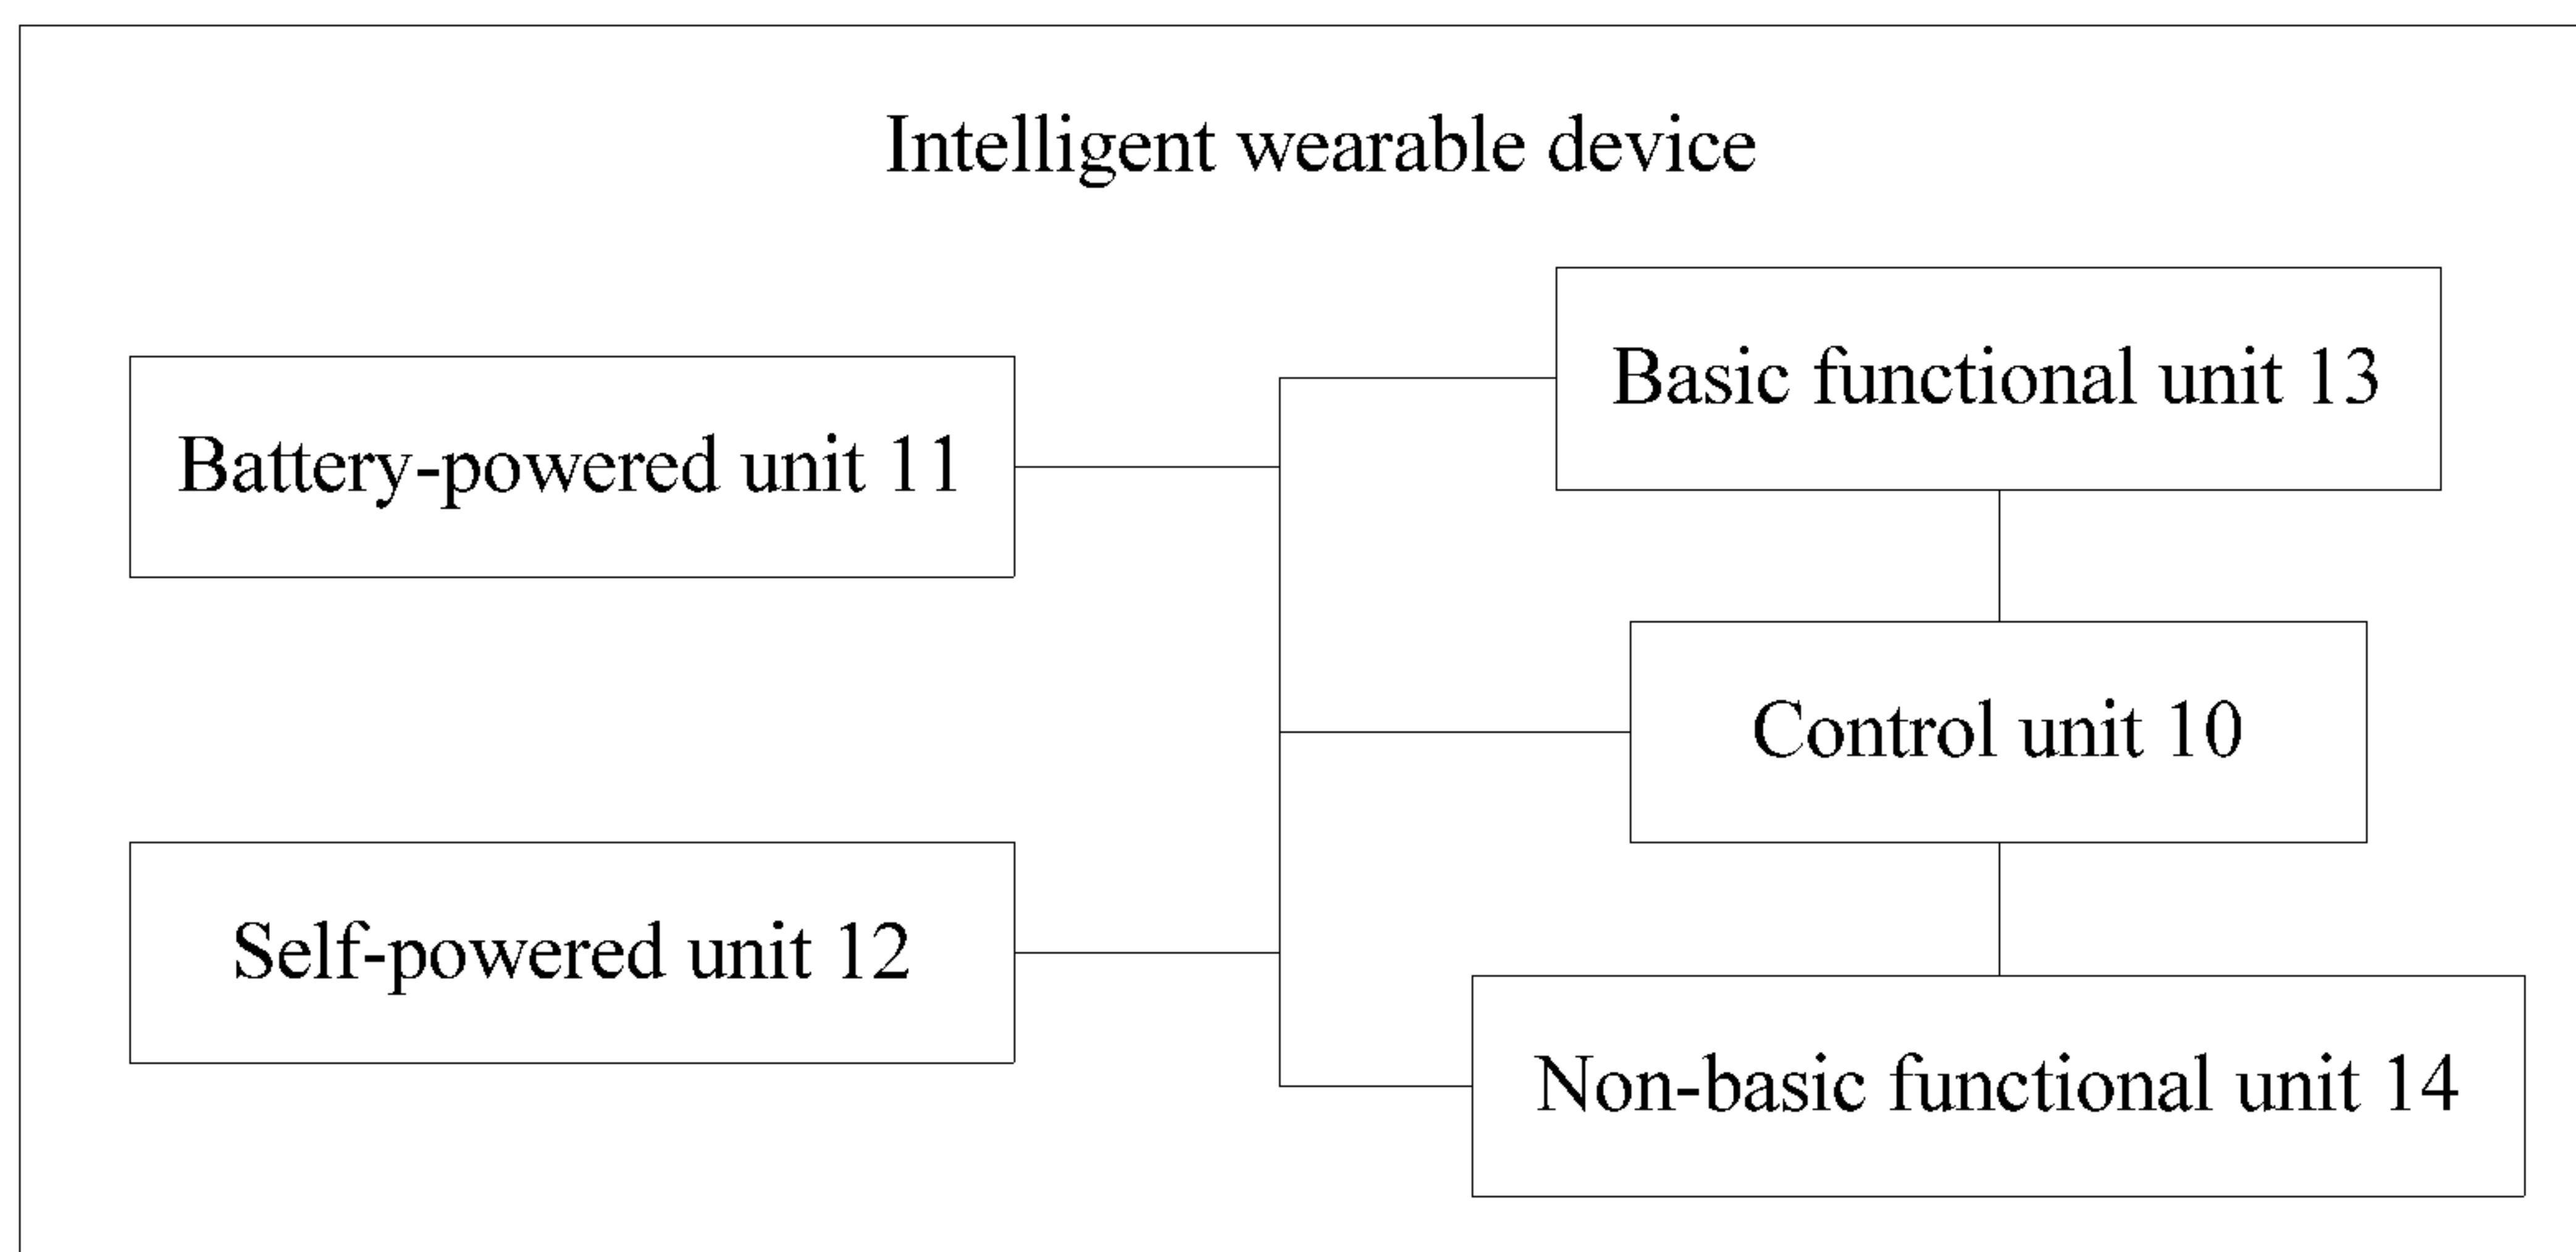 Intelligent wearable device
Basic functional unit 13
Battery-powered unit 11
Control unit 10
Self-powered unit 12
Non-basic functional unit 14